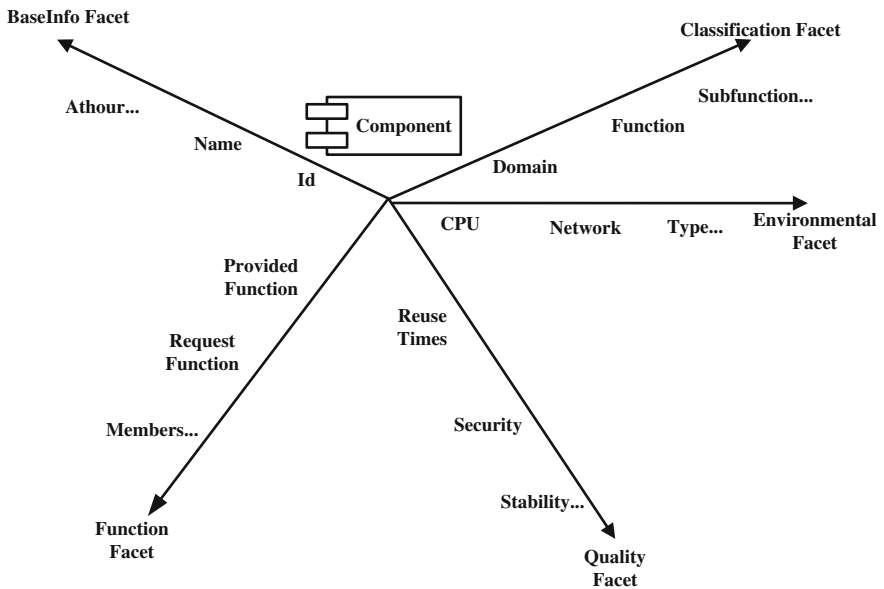 BaseInfo Facet
Classification Facet
Athour...
Subfunction...
Component
Function
Name
Domain
Id
CPU
Network
Type...
Environmental
Facet
Provided
Function
Reuse
Times
Request
Function
Members...
Security
Stability...
Function
Facet
Quality
Facet